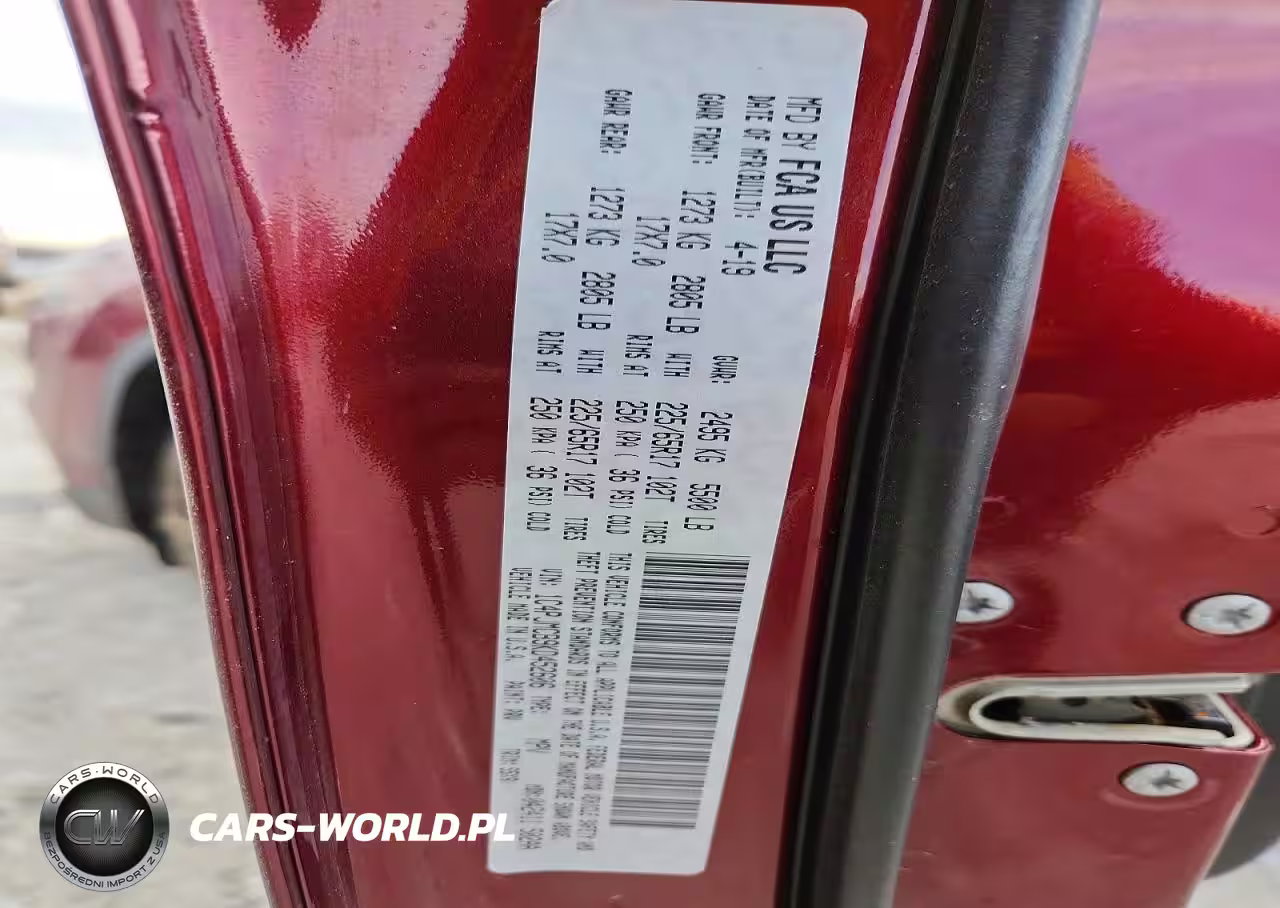 MFD BY FCA US LLC
DATE OF MFR(BUILT): 4-19 GVWR: 2495 KG 5500 LB
GAWR FRONT: 1273 KG 2805 LB WITH 225/65R17 102T TIRES
17X7.0 RIMS AT 250 KPA( 36 PSI) COLD
GAWR REAR: 1273 KG 2805 LB WITH 225/65R17 102T TIRES
17X7.0 RIMS AT 250 KPA( 36 PSI) COLD
THIS VEHICLE CONFORMS TO ALL APPLICABLE U.S.A. FEDERAL MOTOR VEHICLE SAFETY AND
THEFT PREVENTION STANDARDS IN EFFECT ON THE DATE OF MANUFACTURE SHOWN ABOVE.
VIN: TYPE: MPV
VEHICLE MADE IN U.S.A. PAINT: TRIM:
CARS-WORLD
CW
BEZPOŚREDNI IMPORT Z USA
CARS-WORLD.PL